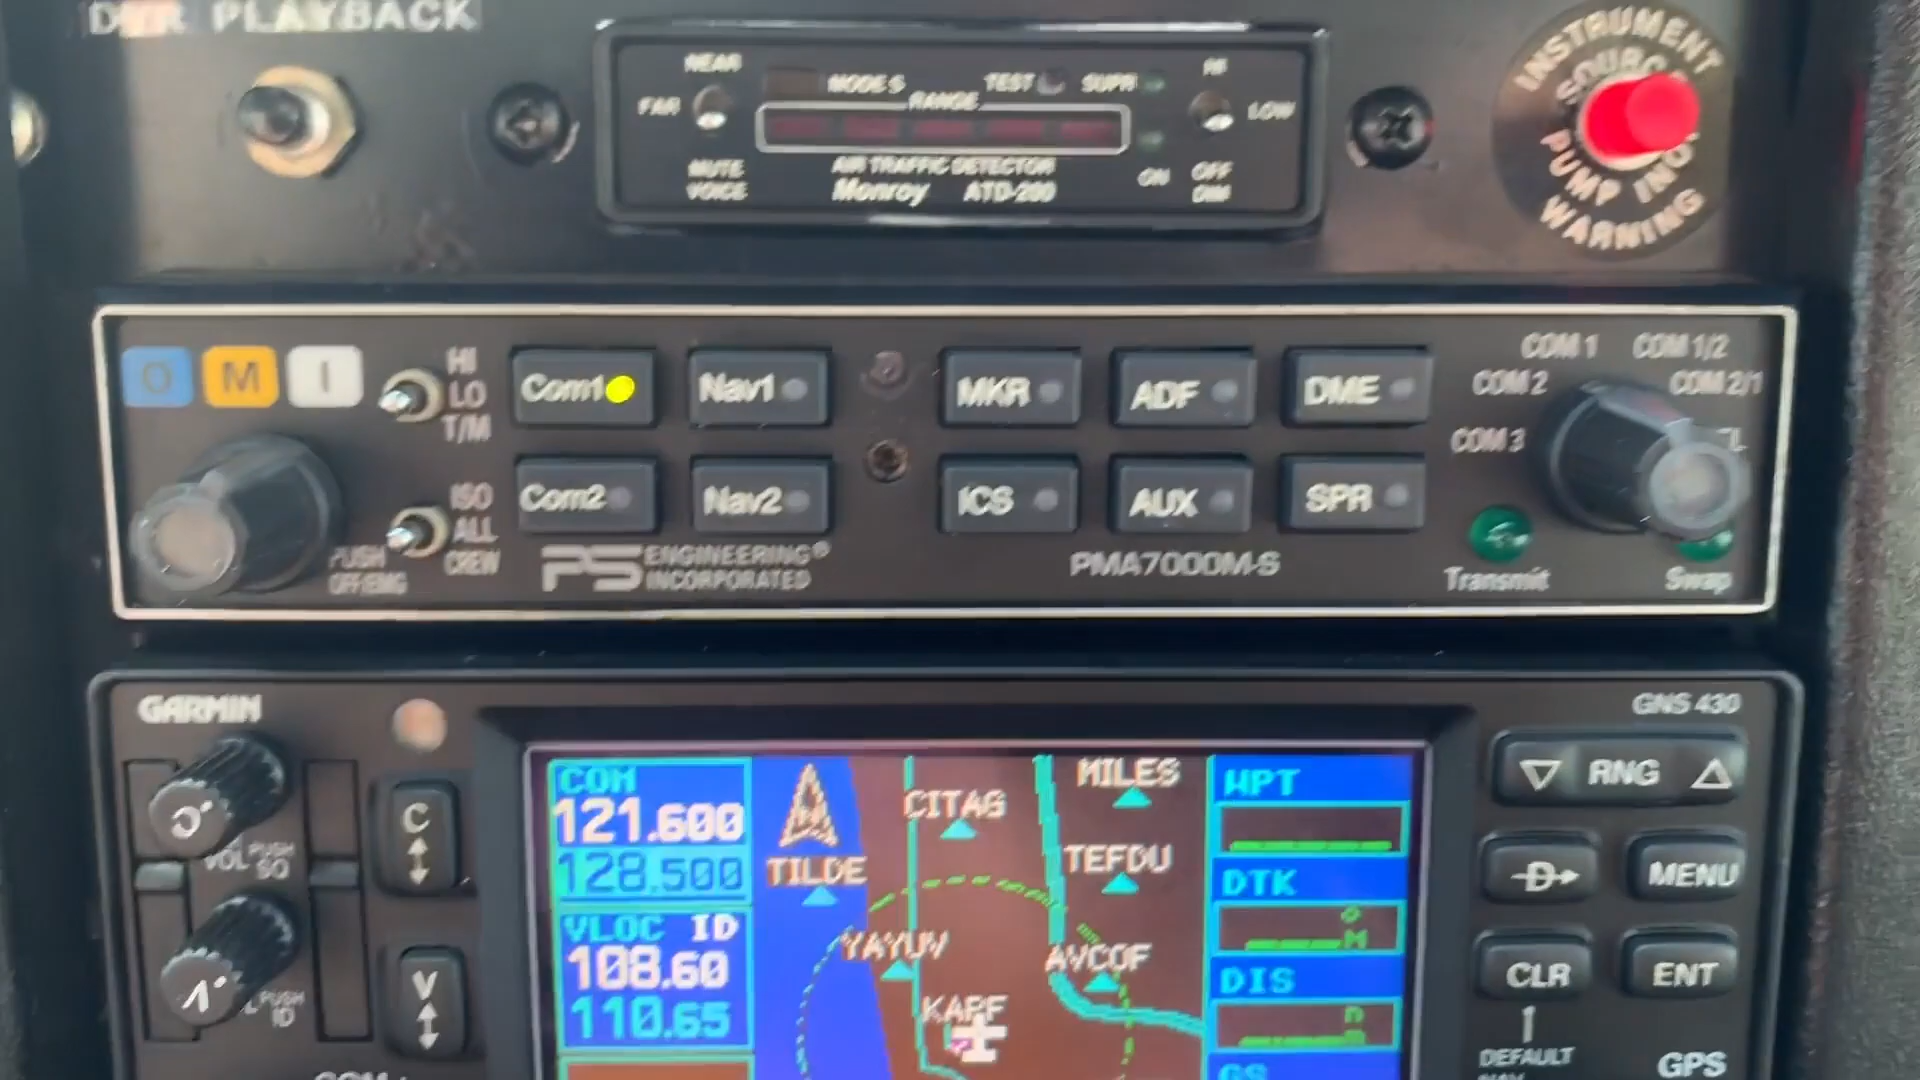 PLAYBACK
NEAR
FAR
MODE S
TEST
SUPR
HI
LOW
RANGE
MUTE
VOICE
AIR TRAFFIC DETECTOR
Monroy ATD-200
ON
OFF
DIM
INSTRUMENT
SOURCE
PUMP INO.
WARNING
O M I
HI
LO
T/M
ISO
ALL
CREW
PUSH
OFF/EMG
Com1
Nav1
MKR
ADF
DME
Com2
Nav2
ICS
AUX
SPR
PS ENGINEERING®
INCORPORATED
PMA7000M-S
COM 1
COM 1/2
COM 2
COM 2/1
COM 3
Transmit
Swap
GARMIN
GNS 430
C
VOL
PUSH
SQ
C
V
PUSH
ID
V
COM
121.600
128.500
VLOC ID
108.60
110.65
MILES
CITAG
TILDE
TEFDU
YAYUV
AVCOF
KAPF
WPT
DTK
DIS
GS
RNG
D
MENU
CLR
ENT
DEFAULT
NAV
GPS